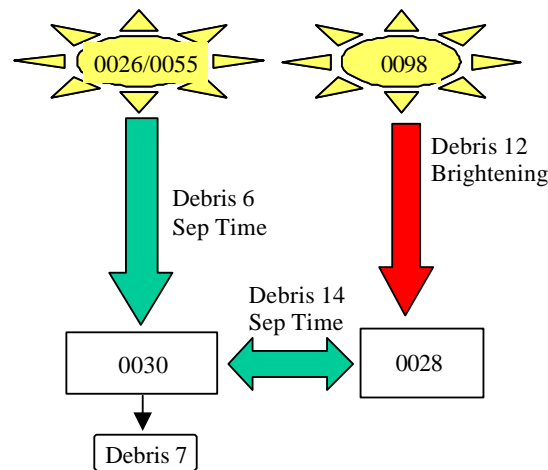 0026/0055
0098
Debris 12
Brightening
Debris 6
Sep Time
Debris 14
Sep Time
0030
0028
Debris 7